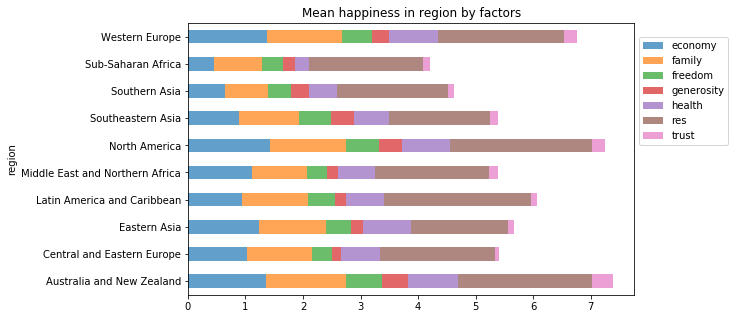 Mean happiness in region by factors
region
Western Europe
Sub-Saharan Africa
Southern Asia
Southeastern Asia
North America
Middle East and Northern Africa
Latin America and Caribbean
Eastern Asia
Central and Eastern Europe
Australia and New Zealand
0 1 2 3 4 5 6 7
economy
family
freedom
generosity
health
res
trust